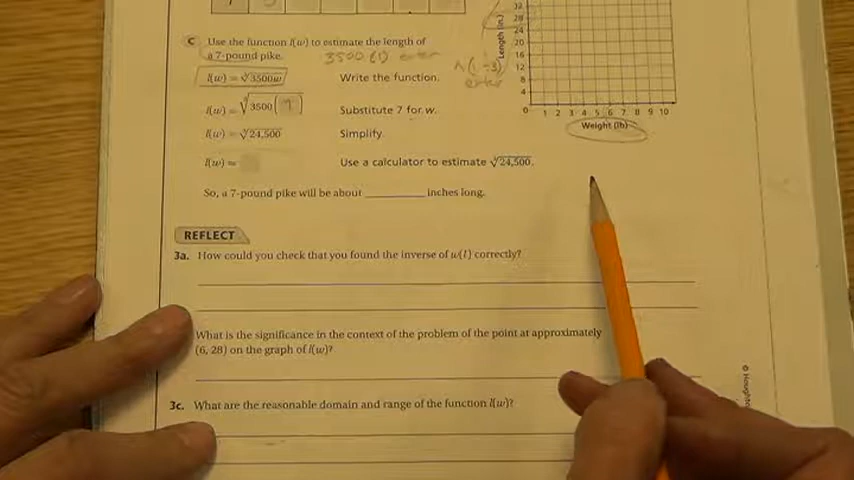 32
28
24
20
16
12
8
4
0 1 2 3 4 5 6 7 8 9 10
Length (in.)
Weight (lb)
C Use the function l(w) to estimate the length of
a 7-pound pike.
3500 (1) enter
^( 1/3)
enter
l(w) = ∛3500w Write the function.
l(w) = ∛3500(7) Substitute 7 for w.
l(w) = ∛24,500 Simplify.
l(w) ≈ Use a calculator to estimate ∛24,500.
So, a 7-pound pike will be about ________ inches long.
REFLECT
3a. How could you check that you found the inverse of w(l) correctly?
What is the significance in the context of the problem of the point at approximately
(6, 28) on the graph of l(w)?
3c. What are the reasonable domain and range of the function l(w)?